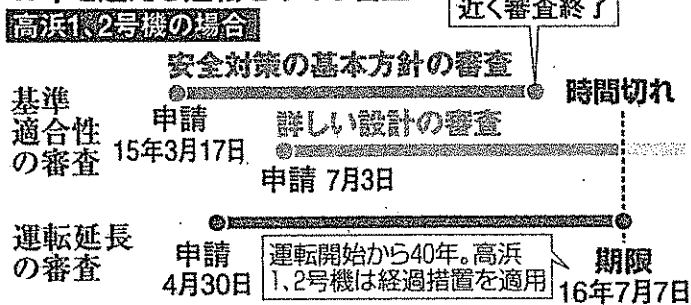 近く審査終了
高浜1、2号機の場合
安全対策の基本方針の審査
時間切れ
基準
適合性
の審査
申請
15年3月17日
詳しい設計の審査
申請 7月3日
運転延長
の審査
申請
4月30日
運転開始から40年。高浜
1、2号機は経過措置を適用
期限
16年7月7日